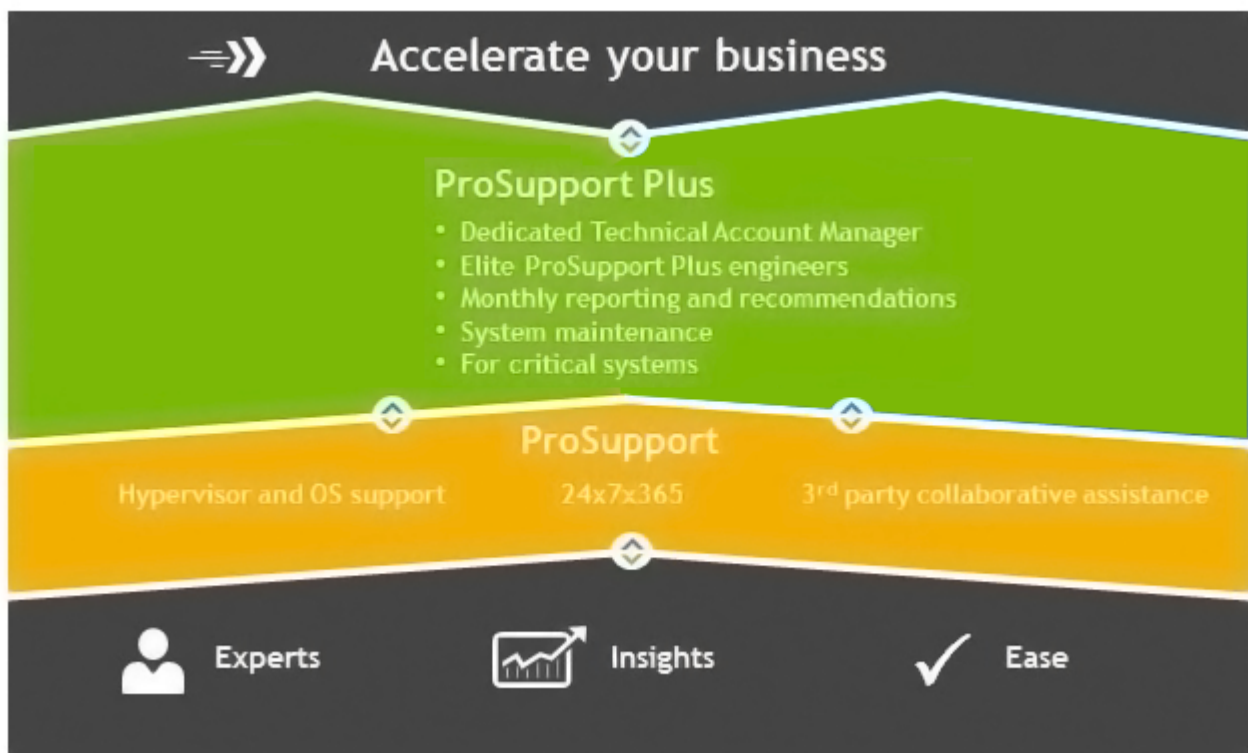 Accelerate your business
ProSupport Plus
• Dedicated Technical Account Manager
• Elite ProSupport Plus engineers
• Monthly reporting and recommendations
• System maintenance
• For critical systems
ProSupport
Hypervisor and OS support 24x7x365 3rd party collaborative assistance
Experts Insights Ease